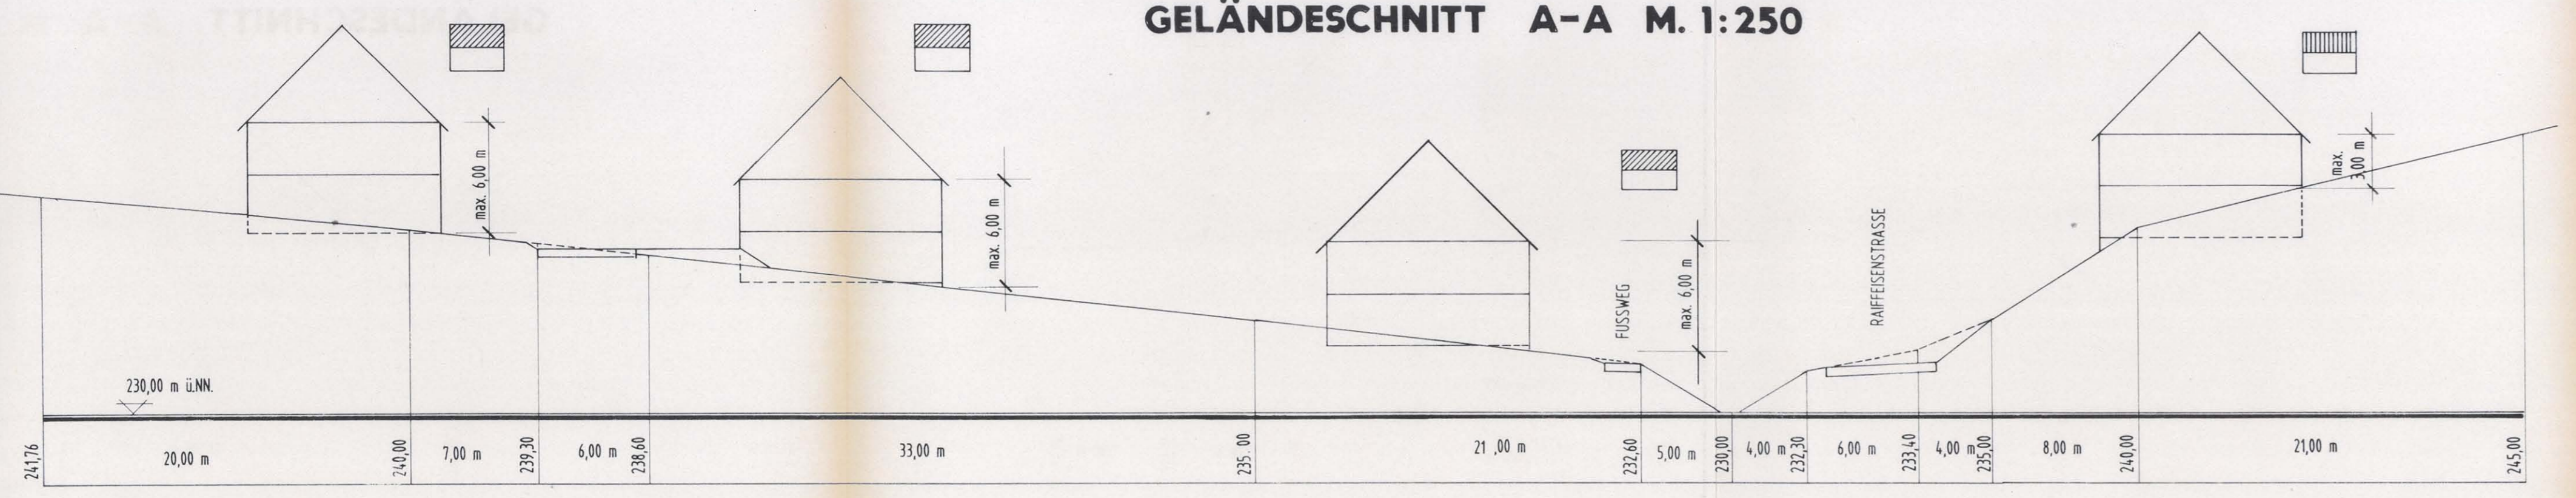 GELÄNDESCHNITT A-A M. 1:250
max. 6,00 m
max. 6,00 m
FUSSWEG
max. 6,00 m
RAIFFEISENSTRASSE
max.
3,00 m
230,00 m ü.NN.
241,76
20,00 m
240,00
7,00 m
239,30
6,00 m
238,60
33,00 m
235.00
21 ,00 m
232,60
5,00 m
230,00
4,00 m
232,30
6,00 m
233,40
4,00 m
235,00
8,00 m
240,00
21,00 m
245,00